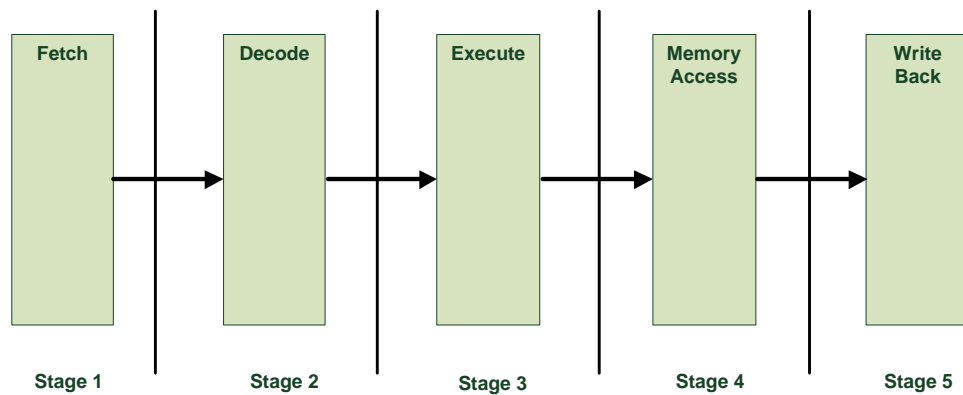 Fetch
Decode
Execute
Memory
Access
Write
Back
Stage 1
Stage 2
Stage 3
Stage 4
Stage 5